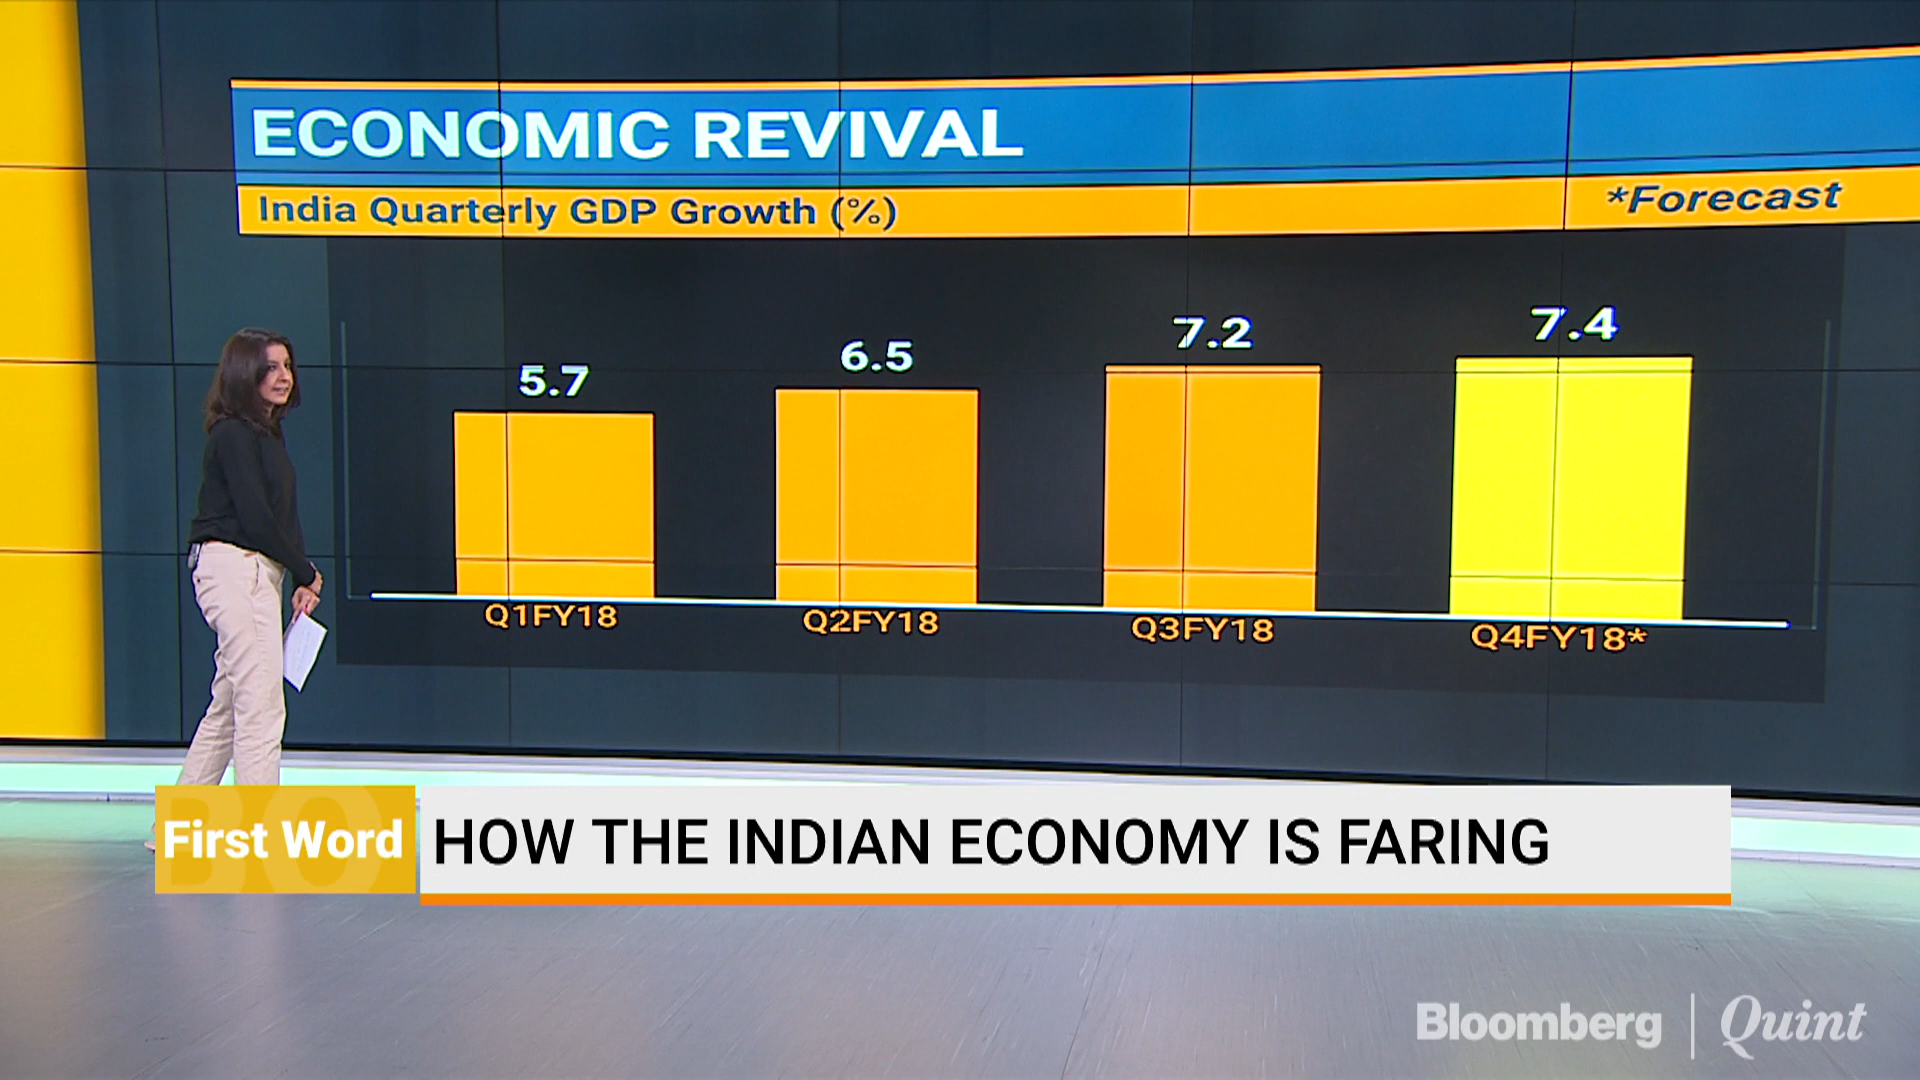 ECONOMIC REVIVAL
India Quarterly GDP Growth (%)
*Forecast
5.7
6.5
7.2
7.4
Q1FY18
Q2FY18
Q3FY18
Q4FY18*
First Word
HOW THE INDIAN ECONOMY IS FARING
Bloomberg | Quint